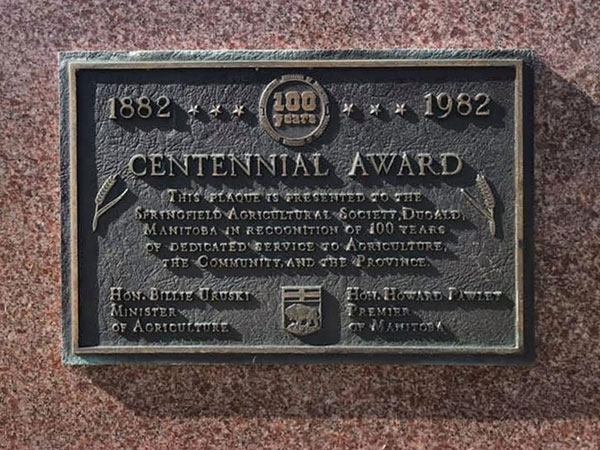 1882 100 years 1982
CENTENNIAL AWARD
THIS PLAQUE IS PRESENTED TO THE
SPRINGFIELD AGRICULTURAL SOCIETY, DUGALD,
MANITOBA IN RECOGNITION OF 100 YEARS
OF DEDICATED SERVICE TO AGRICULTURE,
THE COMMUNITY, AND THE PROVINCE.
HON. BILLIE URUSKI
MINISTER
OF AGRICULTURE
HON. HOWARD PAWLEY
PREMIER
OF MANITOBA